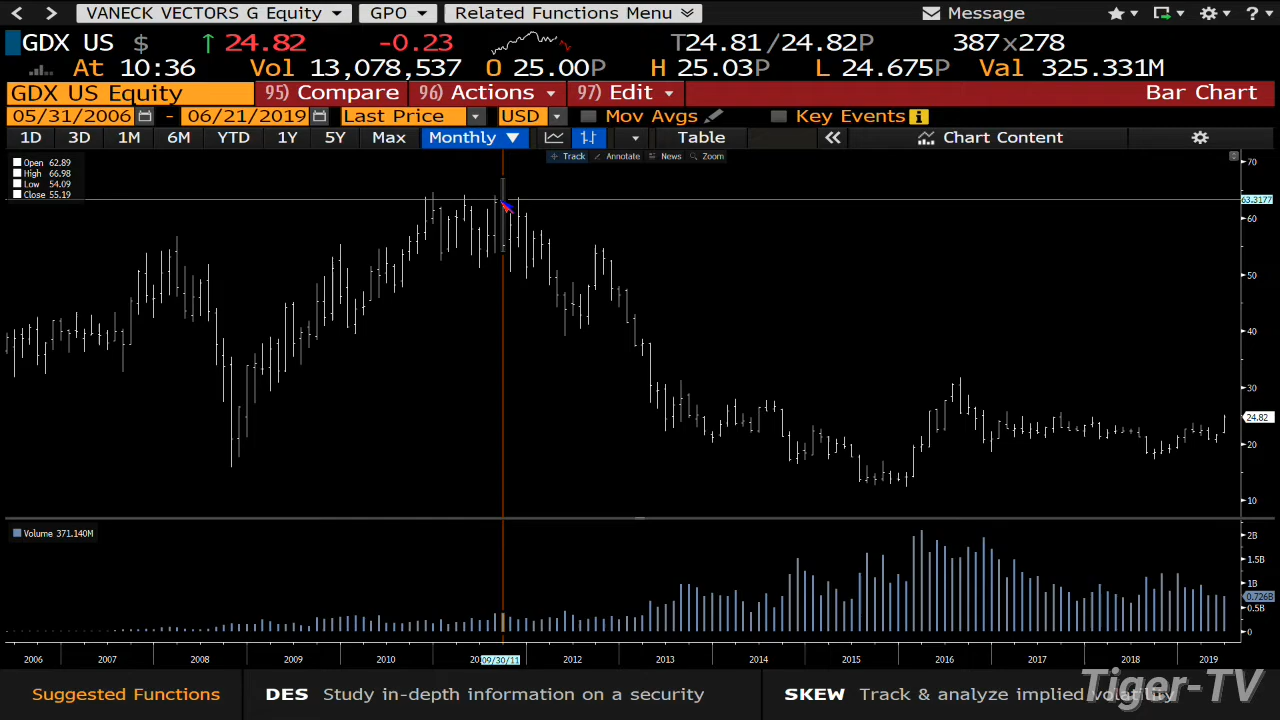 < > VANECK VECTORS G Equity GPO Related Functions Menu Message ?
GDX US $ ↑ 24.82 -0.23 T24.81/24.82P 387x278
At 10:36 Vol 13,078,537 O 25.00P H 25.03P L 24.675P Val 325.331M
GDX US Equity 95) Compare 96) Actions 97) Edit Bar Chart
05/31/2006 - 06/21/2019 Last Price USD Mov Avgs Key Events
1D 3D 1M 6M YTD 1Y 5Y Max Monthly ▼ Table « Chart Content
Track Annotate News Zoom
Open 62.89
High 66.98
Low 54.09
Close 55.19
70
63.3177
60
50
40
30
24.82
20
10
Volume 371.140M
2B
1.5B
1B
0.726B
0.5B
0
2006 2007 2008 2009 2010 09/30/11 2012 2013 2014 2015 2016 2017 2018 2019
Suggested Functions DES Study in-depth information on a security SKEW Track & analyze implied volatility
Tiger-TV